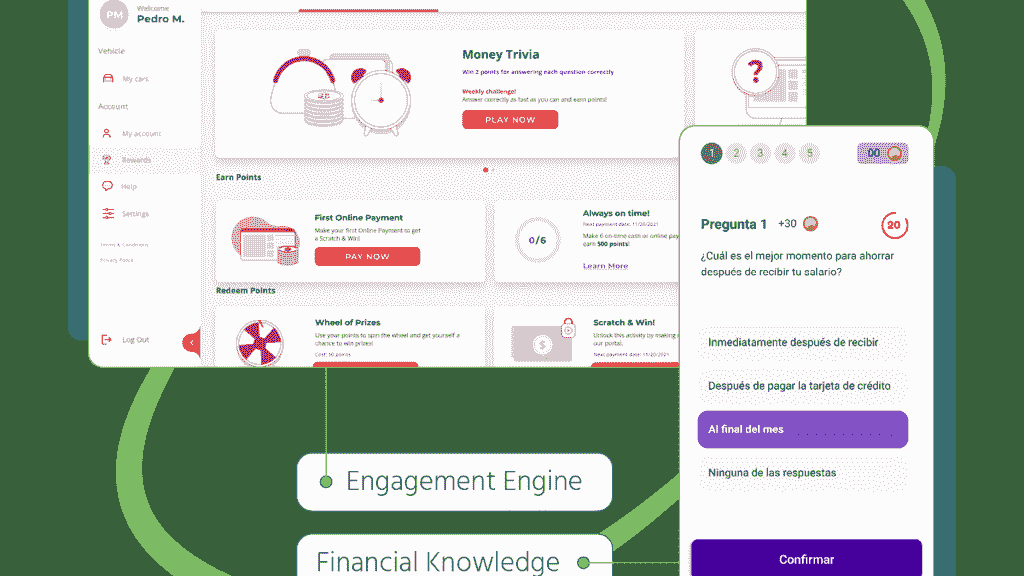 PM
Welcome
Pedro M.
Vehicle
My cars
Account
My account
Rewards
Help
Settings
Terms & Conditions
Privacy Police
Log Out
Money Trivia
Win 2 points for answering each question correctly
Weekly challenge!
Answer correctly as fast as you can and earn points!
PLAY NOW
?
Earn Points
First Online Payment
Make your first Online Payment to get
a Scratch & Win!
PAY NOW
0/6
Always on time!
Next payment date: 11/20/2021
Make 6 on-time cash or online pay
earn 500 points!
Learn More
Redeem Points
Wheel of Prizes
Use your points to spin the wheel and get yourself a
chance to win prizes!
Cost: 50 points
$
Scratch & Win!
Unlock this activity by making
our portal.
Next payment date: 11/20/2021
1 2 3 4 5
00
Pregunta 1 +30
20
¿Cuál es el mejor momento para ahorrar
después de recibir tu salario?
Inmediatamente después de recibir
Después de pagar la tarjeta de crédito
Al final del mes
Ninguna de las respuestas
Confirmar
Engagement Engine
Financial Knowledge